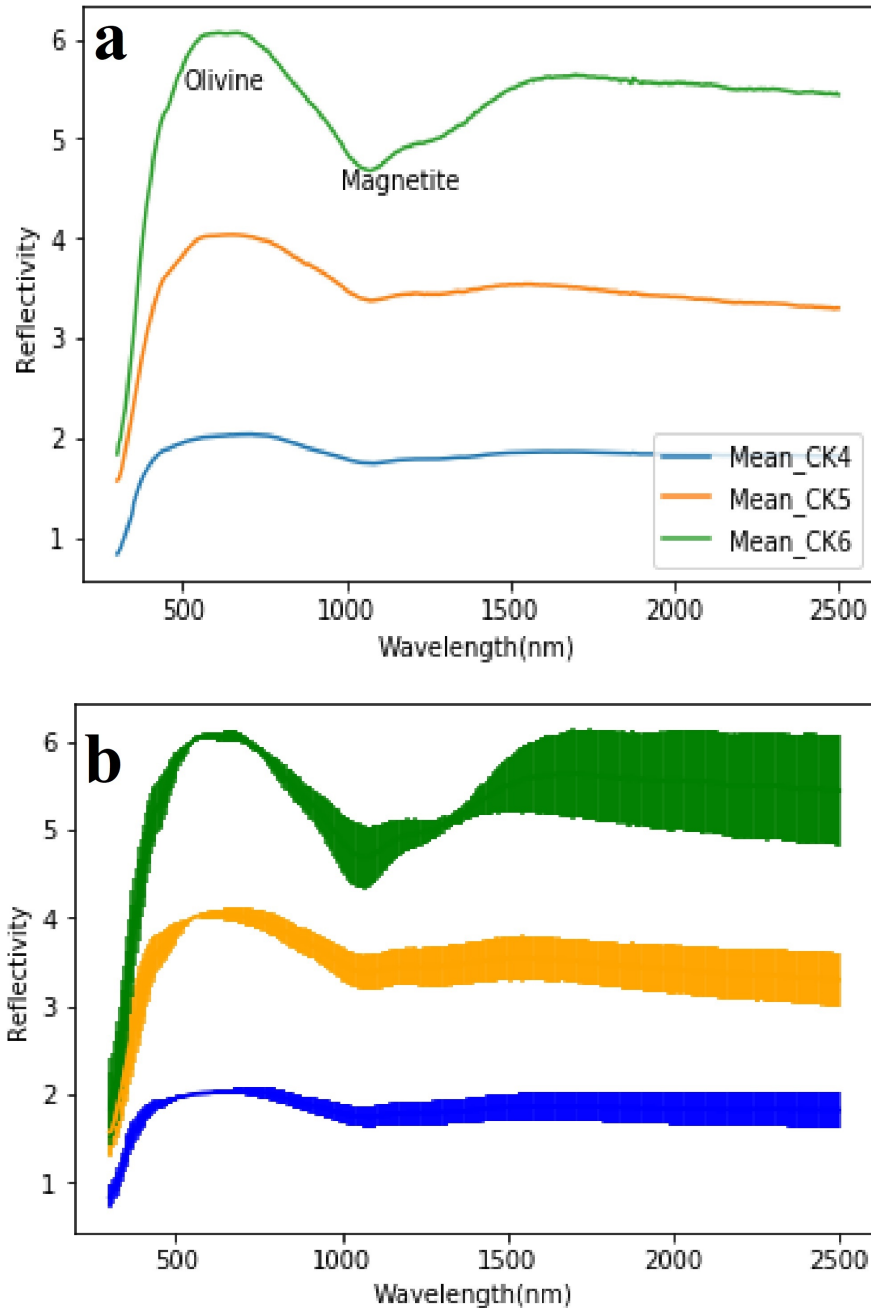 a
6
5
4
3
2
1
Reflectivity
Olivine
Magnetite
Mean_CK4
Mean_CK5
Mean_CK6
500 1000 1500 2000 2500
Wavelength(nm)
b
6
5
4
3
2
1
Reflectivity
500 1000 1500 2000 2500
Wavelength(nm)